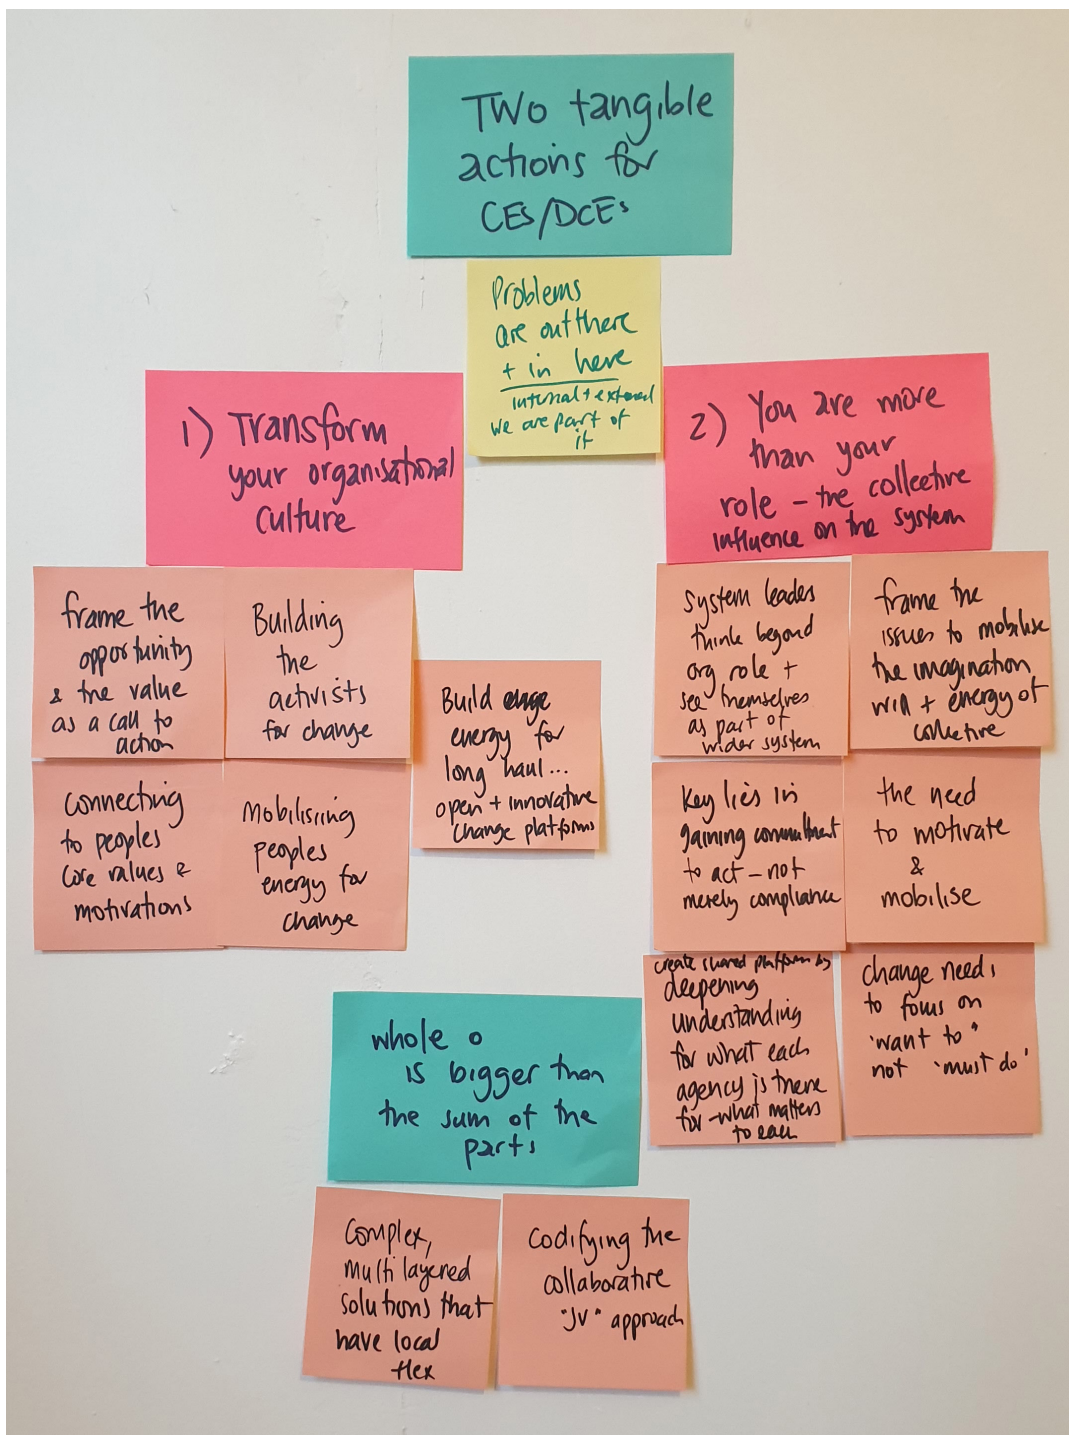 Two tangible
actions for
CEs/DCEs
Problems
are out there
+ in here
internal + external
we are part of
it
1) Transform
your organisational
culture
2) You are more
than your
role – the collective
influence on the system
frame the
opportunity
& the value
as a call to
action
Building
the
activists
for change
Connecting
to peoples
core values &
motivations
Mobilisiing
peoples
energy for
change
Build
energy for
long haul...
open + innovative
change platforms
System leaders
think beyond
org role +
see themselves
as part of
wider system
frame the
issues to mobilise
the imagination
will + energy of
collective
Key lies in
gaining commitment
to act – not
merely compliance
the need
to motivate
&
mobilise
create shared platform by
deepening
understanding
for what each
agency is there
for – what matters
to each
change needs
to focus on
"want to"
not 'must do'
whole
is bigger than
the sum of the
parts
Complex,
multi layered
solutions that
have local
flex
Codifying the
collaborative
"JV" approach